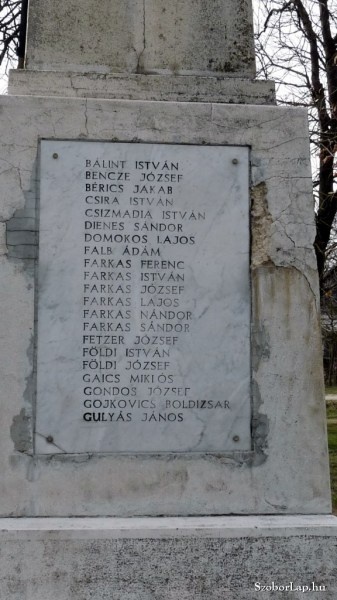 BÁLINT ISTVÁN
BENCZE JÓZSEF
BÉRICS JAKAB
CSIRA ISTVÁN
CSIZMADIA ISTVÁN
DIENES SÁNDOR
DOMOKOS LAJOS
FALB ÁDÁM
FARKAS FERENC
FARKAS ISTVÁN
FARKAS JÓZSEF
FARKAS LAJOS
FARKAS NÁNDOR
FARKAS SÁNDOR
FETZER JÓZSEF
FÖLDI ISTVÁN
FÖLDI JÓZSEF
GAICS MIKLÓS
GONDOS JÓZSEF
GOJKOVICS BOLDIZSAR
GULYÁS JÁNOS
SzoborLap.hu